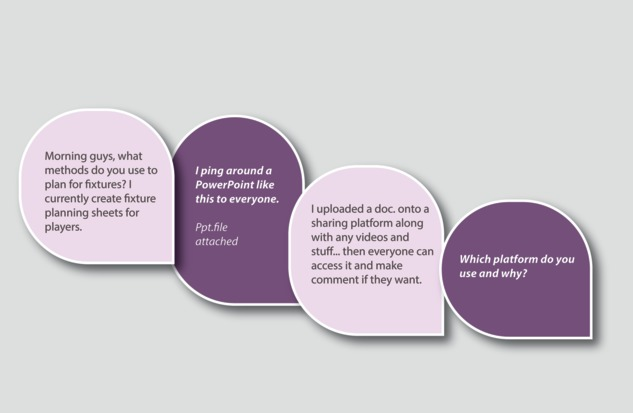 Morning guys, what
methods do you use to
plan for fixtures? I
currently create fixture
planning sheets for
players.
I ping around a
PowerPoint like
this to everyone.
Ppt.file
attached
I uploaded a doc. onto a
sharing platform along
with any videos and
stuff... then everyone can
access it and make
comment if they want.
Which platform do you
use and why?